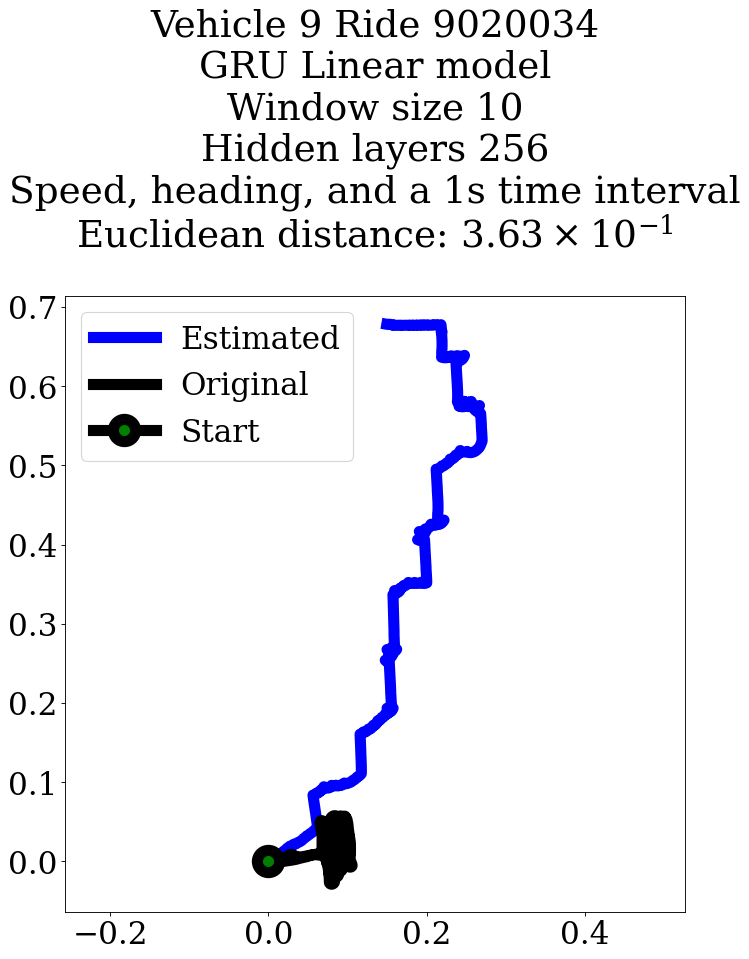 Vehicle 9 Ride 9020034
GRU Linear model
Window size 10
Hidden layers 256
Speed, heading, and a 1s time interval
Euclidean distance: 3.63 × 10⁻¹
Estimated
Original
Start
0.7
0.6
0.5
0.4
0.3
0.2
0.1
0.0
−0.2 0.0 0.2 0.4